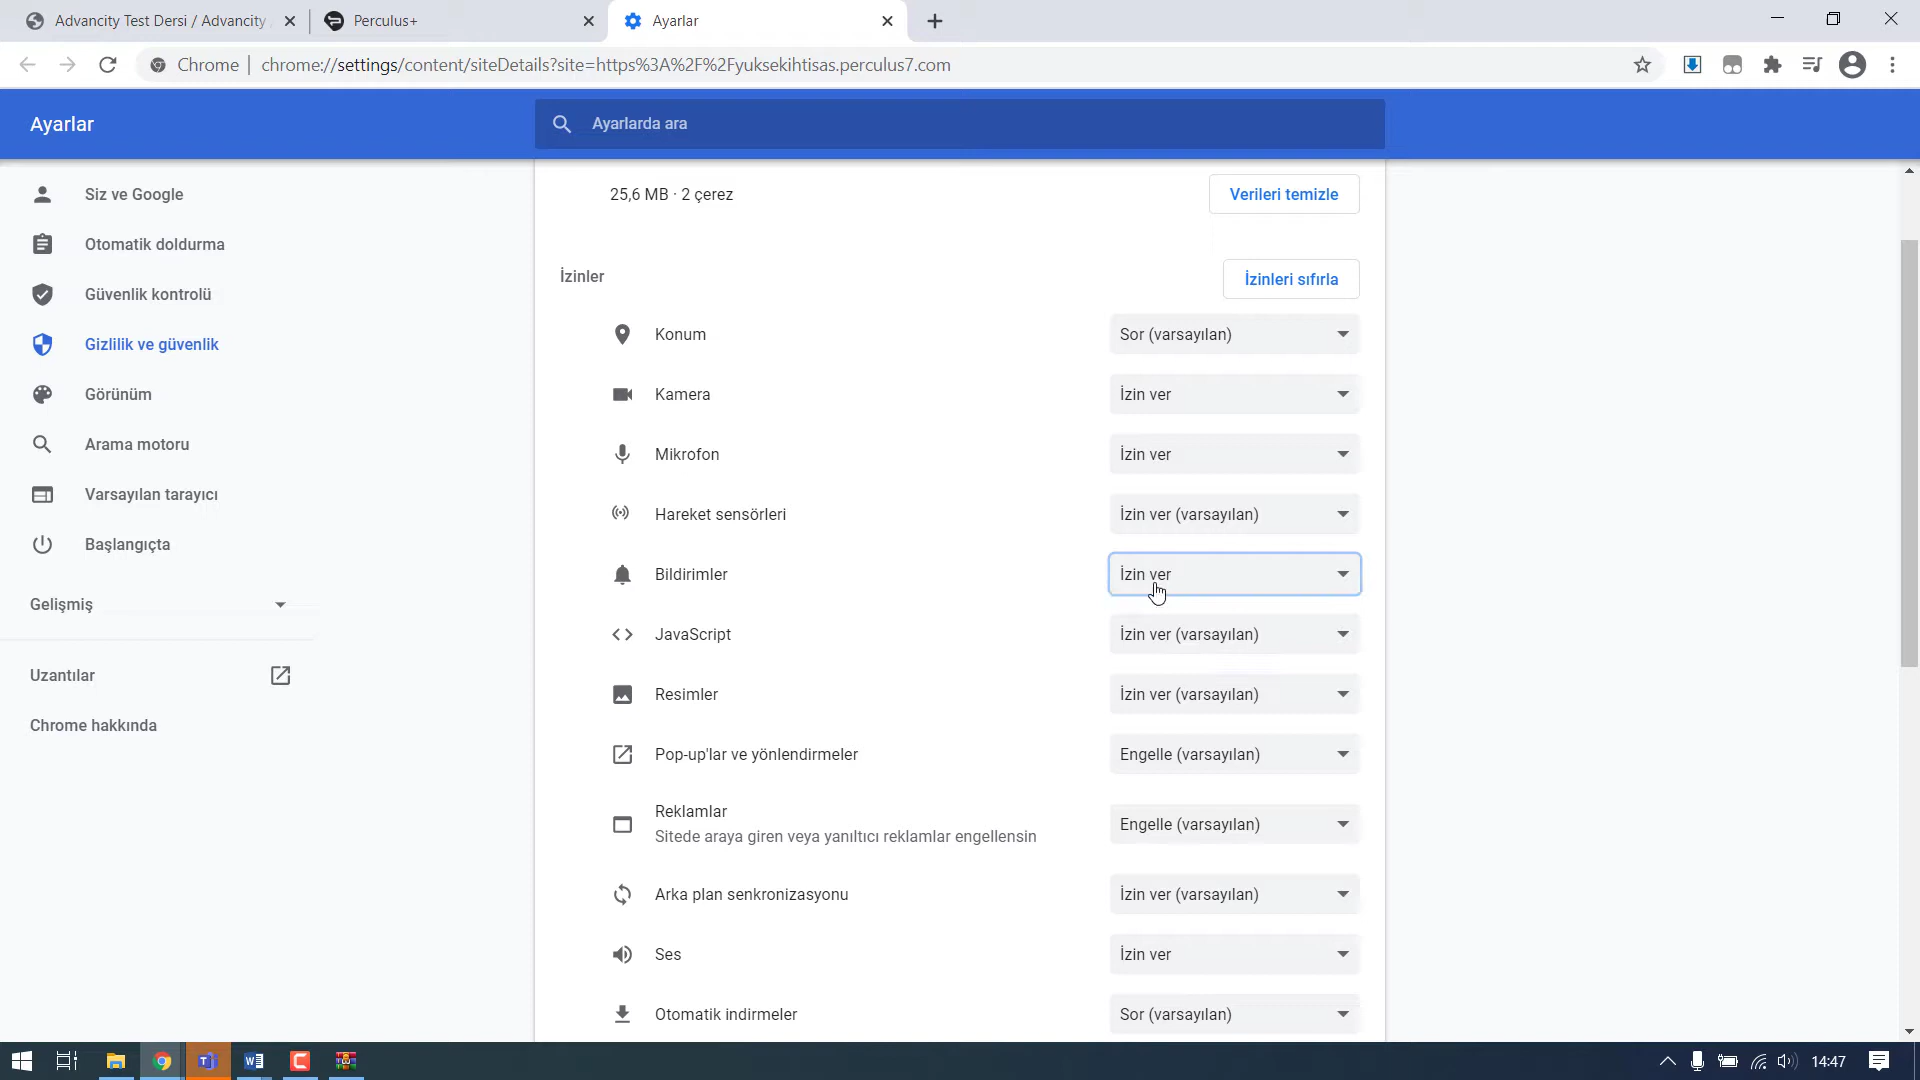 Advancity Test Dersi / Advancity
Perculus+
Ayarlar
Chrome
chrome://settings/content/siteDetails?site=https%3A%2F%2Fyuksekihtisas.perculus7.com
Ayarlar
Ayarlarda ara
Siz ve Google
Otomatik doldurma
Güvenlik kontrolü
Gizlilik ve güvenlik
Görünüm
Arama motoru
Varsayılan tarayıcı
Başlangıçta
Gelişmiş
Uzantılar
Chrome hakkında
25,6 MB · 2 çerez
Verileri temizle
İzinler
İzinleri sıfırla
Konum
Sor (varsayılan)
Kamera
İzin ver
Mikrofon
İzin ver
Hareket sensörleri
İzin ver (varsayılan)
Bildirimler
İzin ver
JavaScript
İzin ver (varsayılan)
Resimler
İzin ver (varsayılan)
Pop-up'lar ve yönlendirmeler
Engelle (varsayılan)
Reklamlar
Sitede araya giren veya yanıltıcı reklamlar engellensin
Engelle (varsayılan)
Arka plan senkronizasyonu
İzin ver (varsayılan)
Ses
İzin ver
Otomatik indirmeler
Sor (varsayılan)
14:47